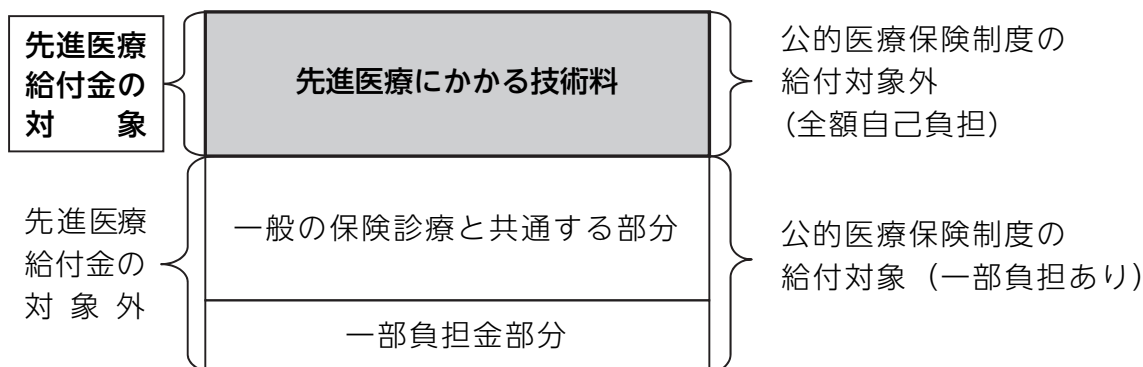 先進医療
給付金の
対　　象
先進医療にかかる技術料
公的医療保険制度の
給付対象外
（全額自己負担）
先進医療
給付金の
対 象 外
一般の保険診療と共通する部分
一部負担金部分
公的医療保険制度の
給付対象（一部負担あり）